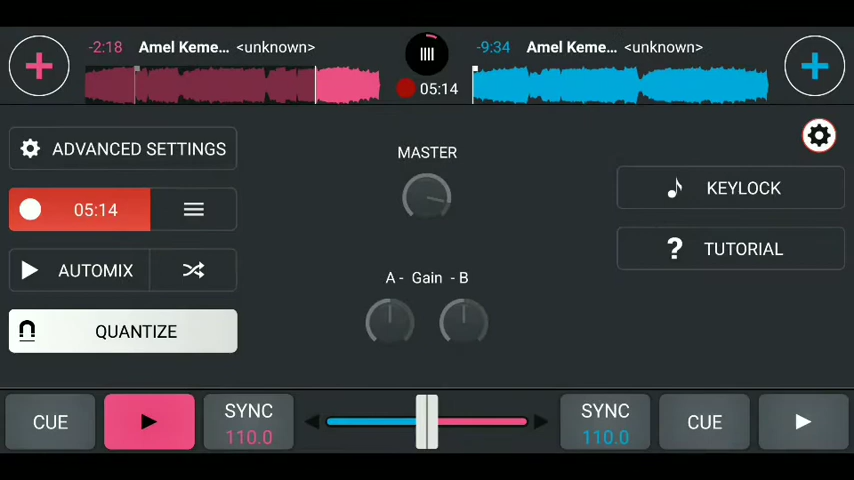 -2:18 Amel Keme... <unknown>
-9:34 Amel Keme... <unknown>
05:14
ADVANCED SETTINGS
MASTER
05:14
KEYLOCK
AUTOMIX
? TUTORIAL
A - Gain - B
QUANTIZE
CUE
SYNC
110.0
SYNC
110.0
CUE